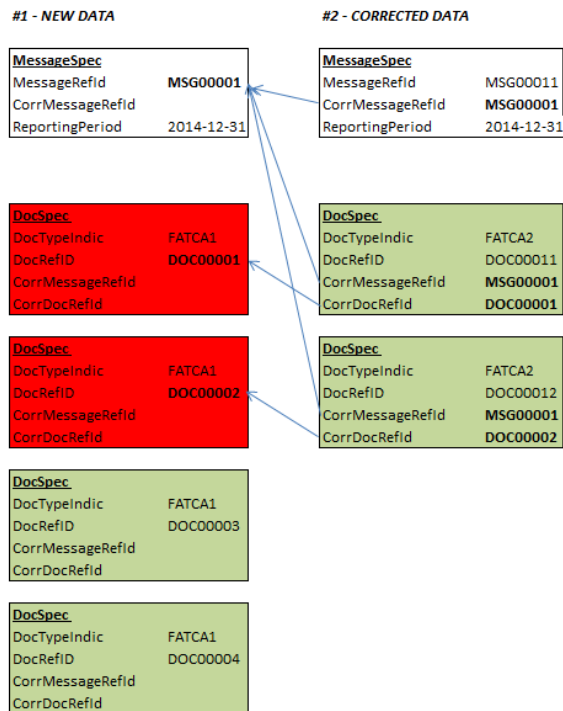 #1 - NEW DATA
MessageSpec
MessageRefId MSG00001
CorrMessageRefId
ReportingPeriod 2014-12-31
DocSpec
DocTypeIndic FATCA1
DocRefID DOC00001
CorrMessageRefId
CorrDocRefId
DocSpec
DocTypeIndic FATCA1
DocRefID DOC00002
CorrMessageRefId
CorrDocRefId
DocSpec
DocTypeIndic FATCA1
DocRefID DOC00003
CorrMessageRefId
CorrDocRefId
DocSpec
DocTypeIndic FATCA1
DocRefID DOC00004
CorrMessageRefId
CorrDocRefId
#2 - CORRECTED DATA
MessageSpec
MessageRefId MSG00011
CorrMessageRefId MSG00001
ReportingPeriod 2014-12-31
DocSpec
DocTypeIndic FATCA2
DocRefID DOC00011
CorrMessageRefId MSG00001
CorrDocRefId DOC00001
DocSpec
DocTypeIndic FATCA2
DocRefID DOC00012
CorrMessageRefId MSG00001
CorrDocRefId DOC00002